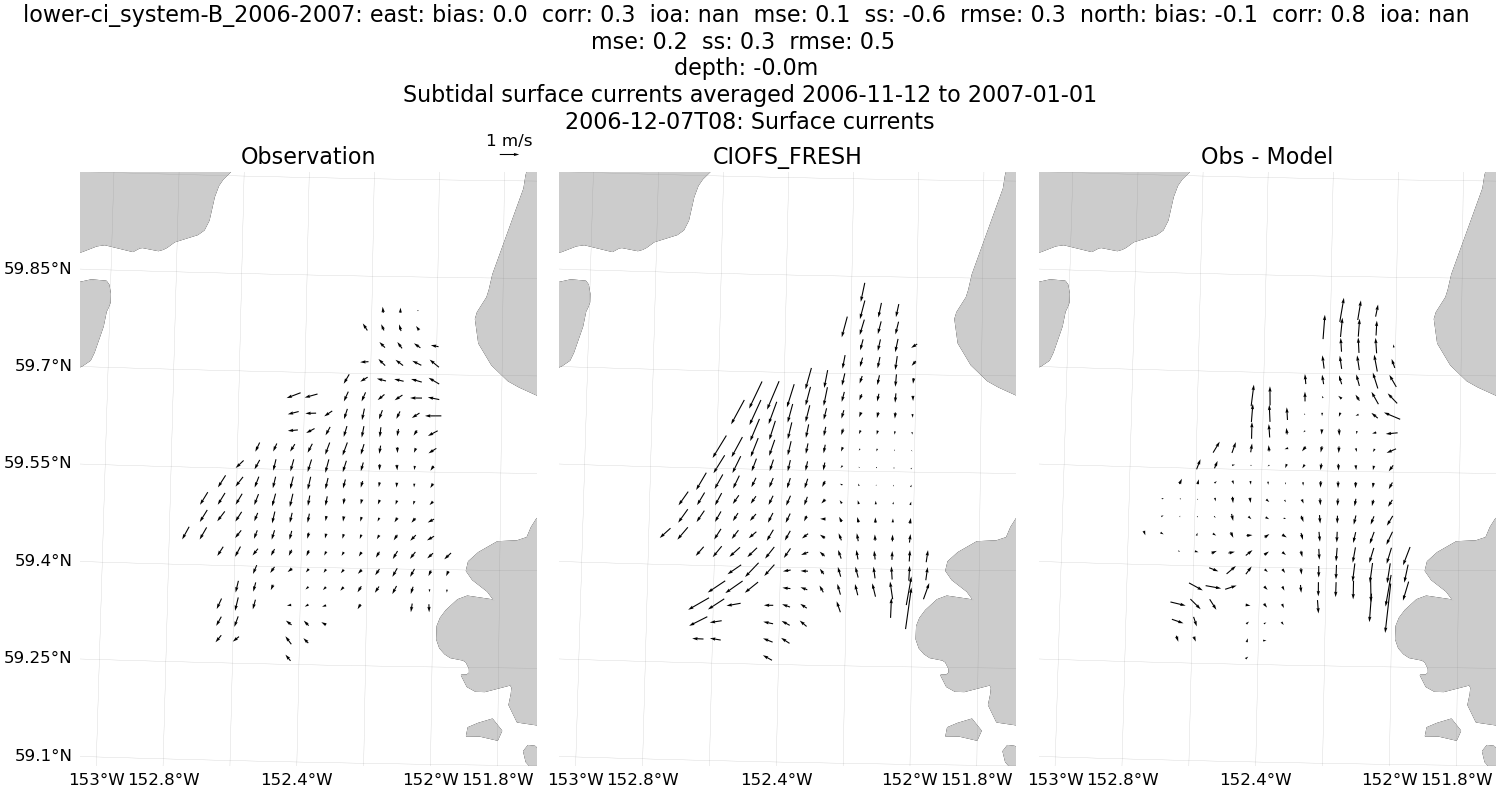 lower-ci_system-B_2006-2007: east: bias: 0.0  corr: 0.3  ioa: nan  mse: 0.1  ss: -0.6  rmse: 0.3  north: bias: -0.1  corr: 0.8  ioa: nan
mse: 0.2  ss: 0.3  rmse: 0.5
depth: -0.0m
Subtidal surface currents averaged 2006-11-12 to 2007-01-01
2006-12-07T08: Surface currents
1 m/s
Observation
CIOFS_FRESH
Obs - Model
59.85°N
59.7°N
59.55°N
59.4°N
59.25°N
59.1°N
153°W 152.8°W 152.4°W 152°W 151.8°W
153°W 152.8°W 152.4°W 152°W 151.8°W
153°W 152.8°W 152.4°W 152°W 151.8°W